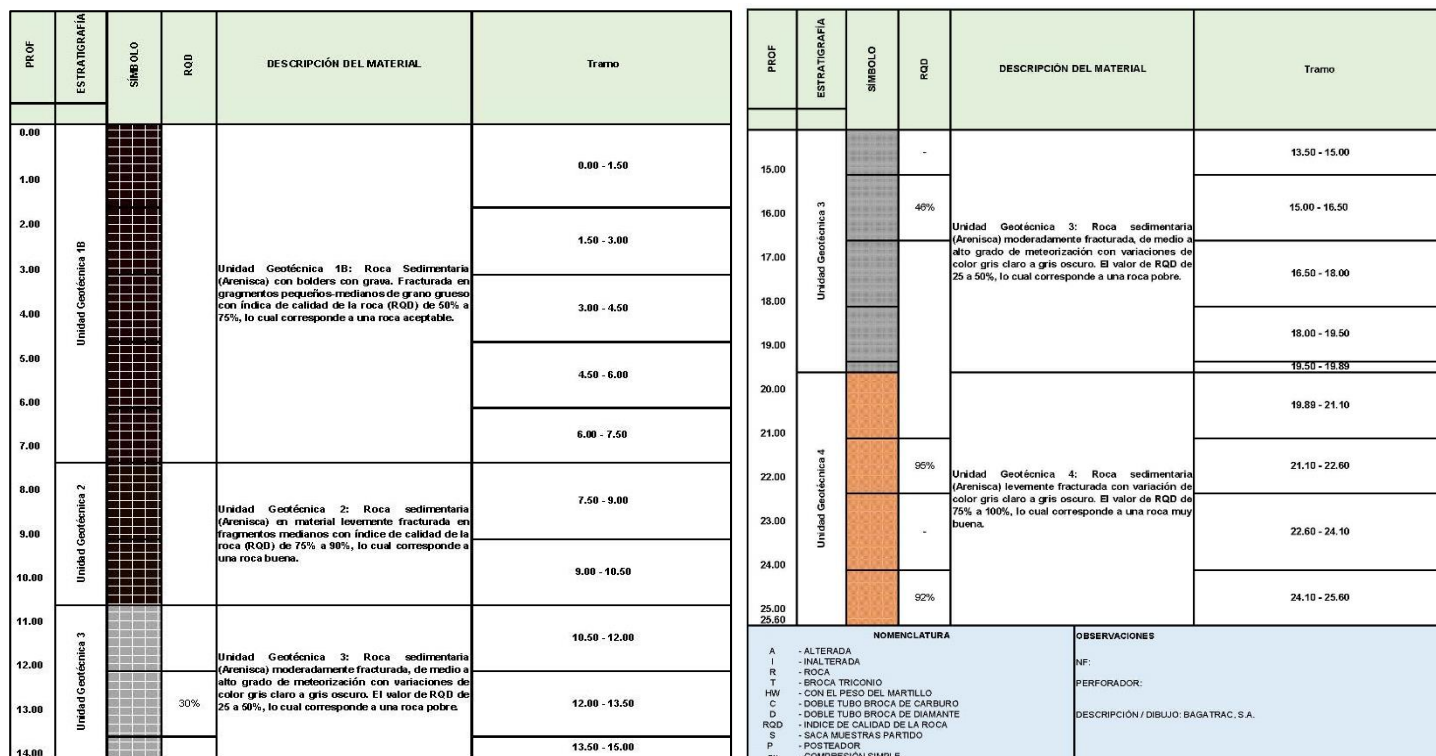 PROF
ESTRATIGRAFÍA
SÍMBOLO
RQD
DESCRIPCIÓN DEL MATERIAL
Tramo
0.00
1.00
2.00
3.00
4.00
5.00
6.00
7.00
8.00
9.00
10.00
11.00
12.00
13.00
14.00
Unidad Geotécnica 1B
Unidad Geotécnica 1B: Roca Sedimentaria
(Arenisca) con bolders con grava. Fracturada en
gragmentos pequeños-medianos de grano grueso
con índica de calidad de la roca (RQD) de 50% a
75%, lo cual corresponde a una roca aceptable.
0.00 - 1.50
1.50 - 3.00
3.00 - 4.50
4.50 - 6.00
6.00 - 7.50
Unidad Geotécnica 2
Unidad Geotécnica 2: Roca sedimentaria
(Arenisca) en material levemente fracturada en
fragmentos medianos con índice de calidad de la
roca (RQD) de 75% a 90%, lo cual corresponde a
una roca buena.
7.50 - 9.00
9.00 - 10.50
Unidad Geotécnica 3
30%
Unidad Geotécnica 3: Roca sedimentaria
(Arenisca) moderadamente fracturada, de medio a
alto grado de meteorización con variaciones de
color gris claro a gris oscuro. El valor de RQD de
25 a 50%, lo cual corresponde a una roca pobre.
10.50 - 12.00
12.00 - 13.50
13.50 - 15.00
PROF
ESTRATIGRAFÍA
SÍMBOLO
RQD
DESCRIPCIÓN DEL MATERIAL
Tramo
15.00
16.00
17.00
18.00
19.00
20.00
21.00
22.00
23.00
24.00
25.00
25.60
Unidad Geotécnica 3
-
46%
Unidad Geotécnica 3: Roca sedimentaria
(Arenisca) moderadamente fracturada, de medio a
alto grado de meteorización con variaciones de
color gris claro a gris oscuro. El valor de RQD de
25 a 50%, lo cual corresponde a una roca pobre.
13.50 - 15.00
15.00 - 16.50
16.50 - 18.00
18.00 - 19.50
19.50 - 19.89
Unidad Geotécnica 4
95%
-
92%
Unidad Geotécnica 4: Roca sedimentaria
(Arenisca) levemente fracturada con variación de
color gris claro a gris oscuro. El valor de RQD de
75% a 100%, lo cual corresponde a una roca muy
buena.
19.89 - 21.10
21.10 - 22.60
22.60 - 24.10
24.10 - 25.60
NOMENCLATURA
A - ALTERADA
I - INALTERADA
R - ROCA
T - BROCA TRICONIO
HW - CON EL PESO DEL MARTILLO
C - DOBLE TUBO BROCA DE CARBURO
D - DOBLE TUBO BROCA DE DIAMANTE
RQD - INDICE DE CALIDAD DE LA ROCA
S - SACA MUESTRAS PARTIDO
P - POSTEADOR
- COMPRESIÓN SIMPLE
OBSERVACIONES
NF:
PERFORADOR:
DESCRIPCIÓN / DIBUJO: BAGATRAC, S.A.